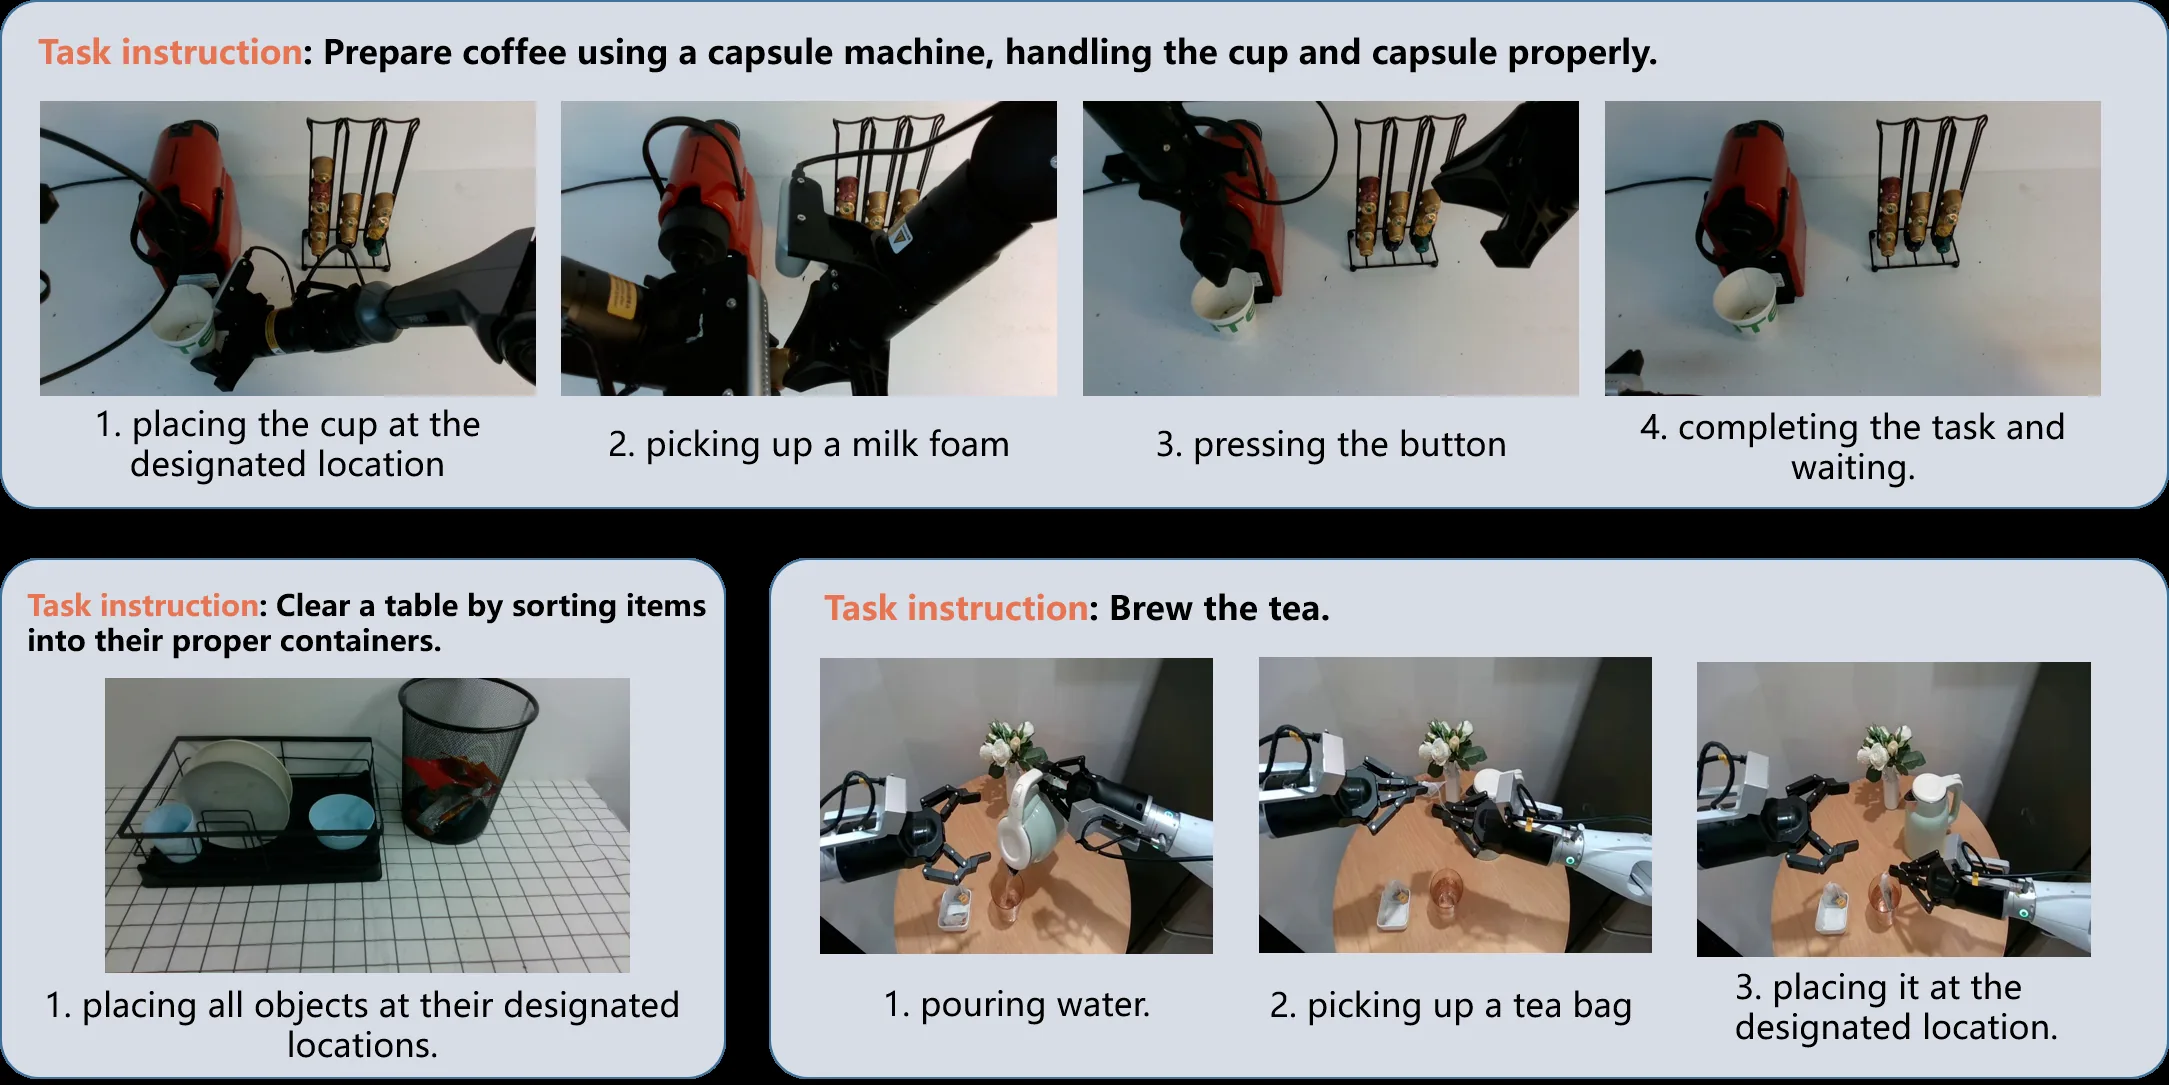 Task instruction: Prepare coffee using a capsule machine, handling the cup and capsule properly.
1. placing the cup at the
designated location
2. picking up a milk foam
3. pressing the button
4. completing the task and
waiting.
Task instruction: Clear a table by sorting items
into their proper containers.
1. placing all objects at their designated
locations.
Task instruction: Brew the tea.
1. pouring water.
2. picking up a tea bag
3. placing it at the
designated location.